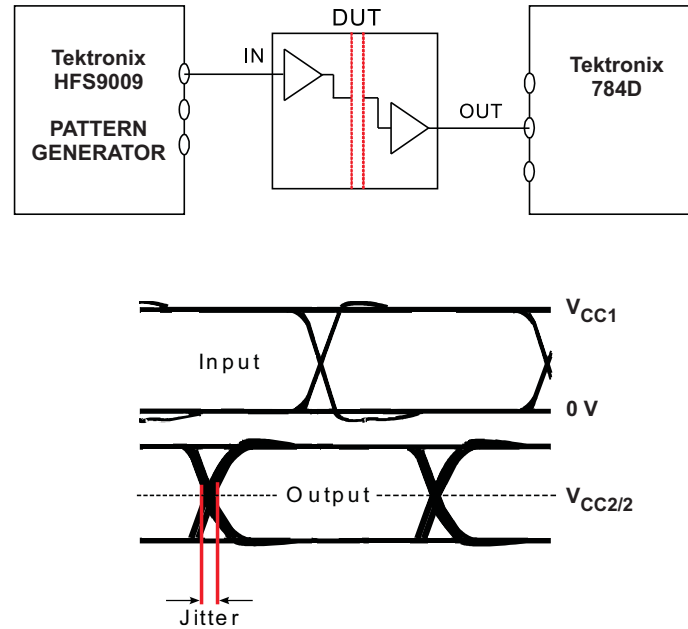 DUT
Tektronix
HFS9009
PATTERN
GENERATOR
IN
OUT
Tektronix
784D
VCC1
Input
0 V
Output
VCC2/2
Jitter